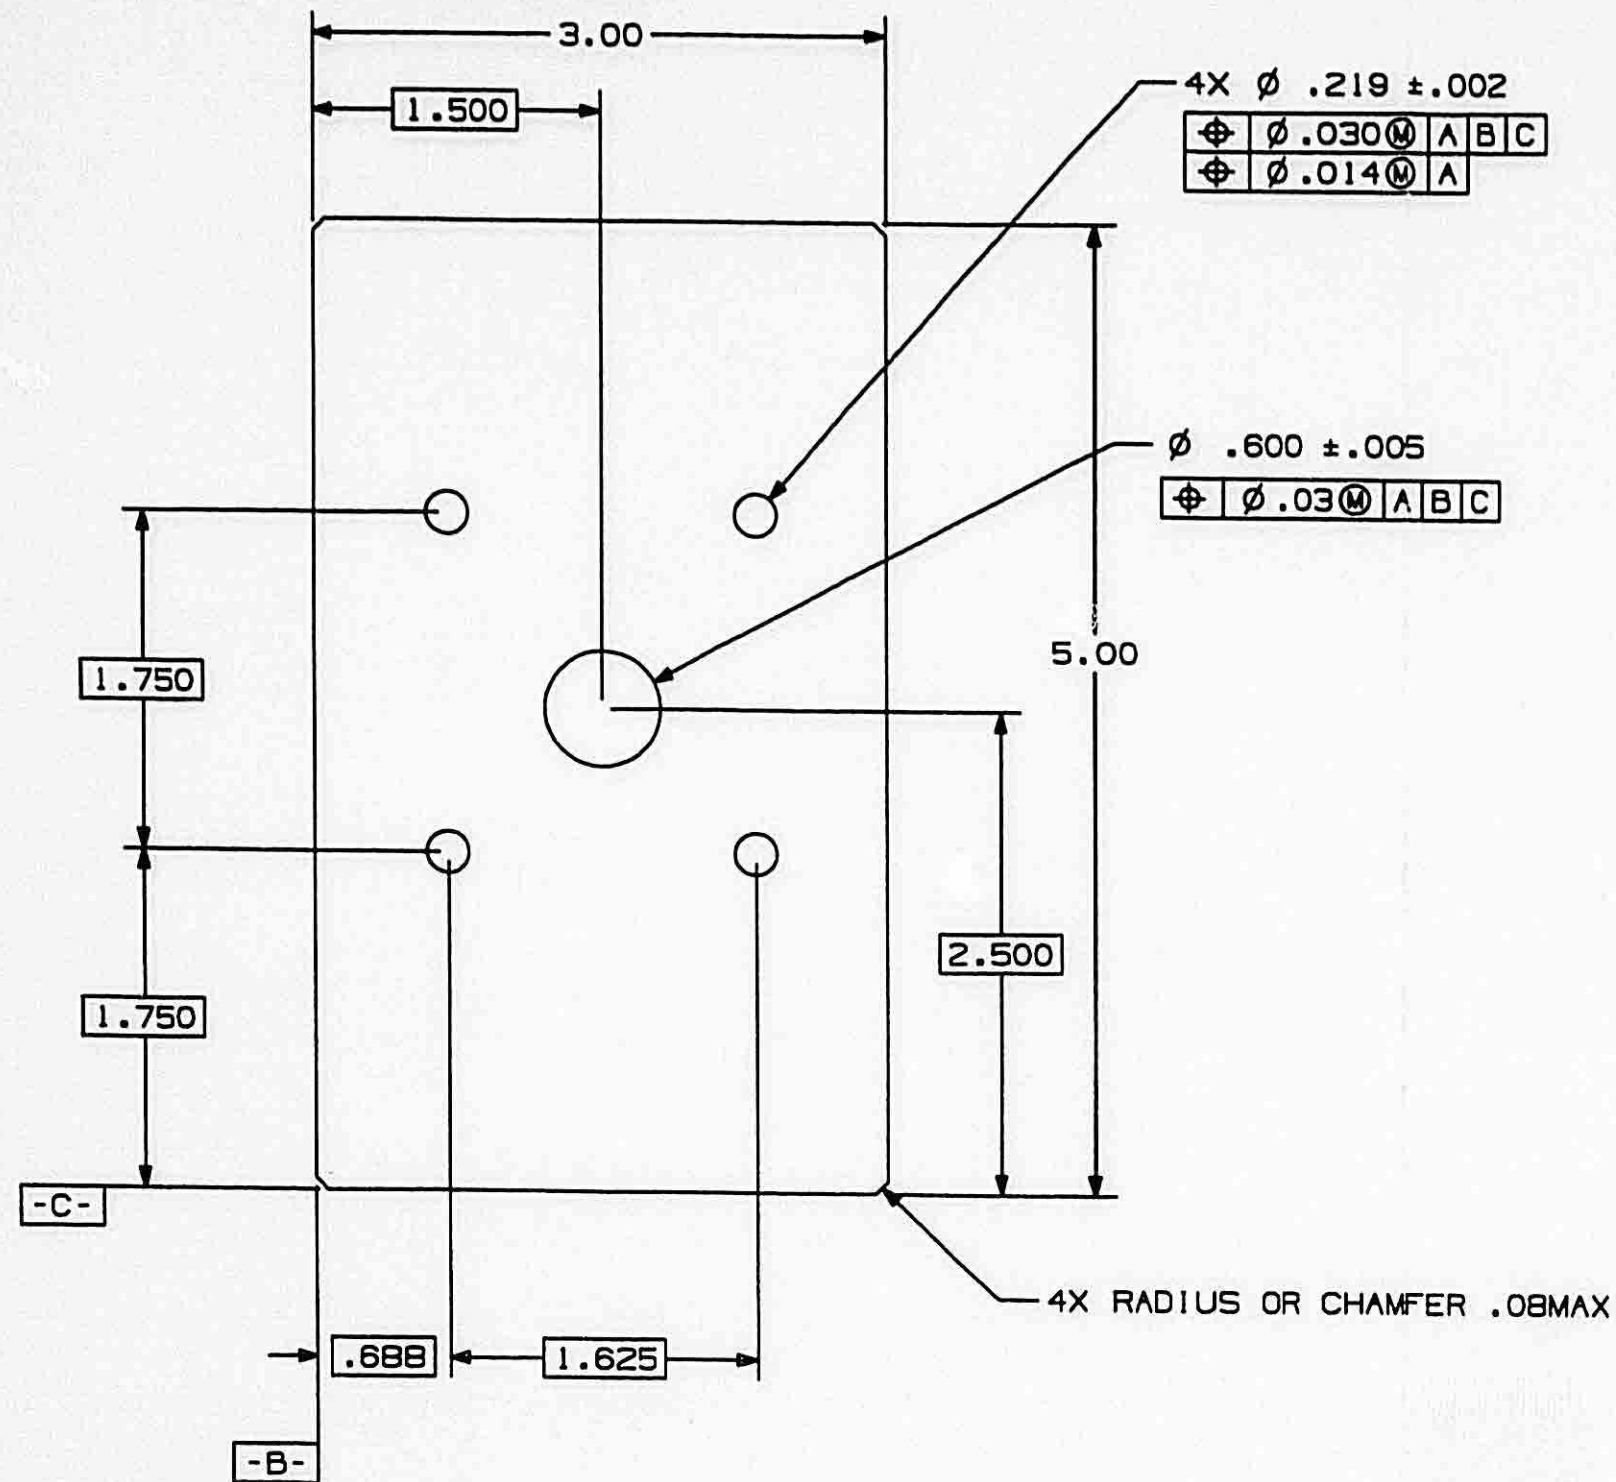 3.00
1.500
4X Ø .219 ±.002
⌖ Ø .030Ⓜ A B C
⌖ Ø .014Ⓜ A
Ø .600 ±.005
⌖ Ø .03Ⓜ A B C
5.00
1.750
2.500
1.750
-C-
4X RADIUS OR CHAMFER .08MAX
.688
1.625
-B-